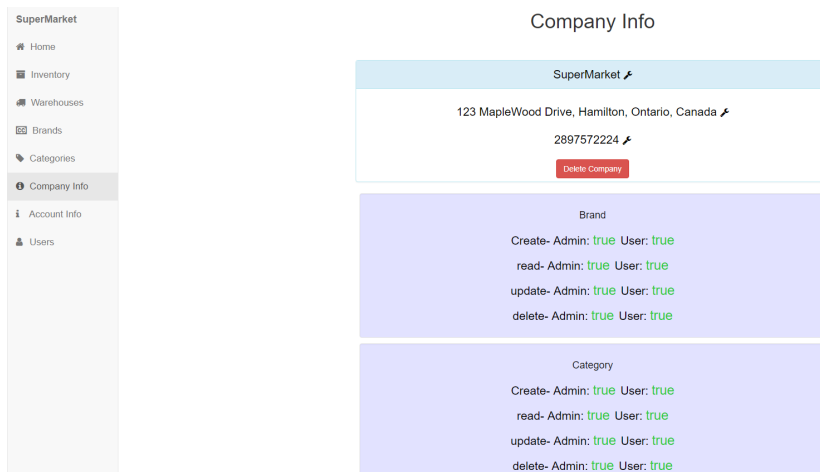 SuperMarket
Home
Inventory
Warehouses
Brands
Categories
Company Info
Account Info
Users
Company Info
SuperMarket
123 MapleWood Drive, Hamilton, Ontario, Canada
2897572224
Delete Company
Brand
Create- Admin: true User: true
read- Admin: true User: true
update- Admin: true User: true
delete- Admin: true User: true
Category
Create- Admin: true User: true
read- Admin: true User: true
update- Admin: true User: true
delete- Admin: true User: true